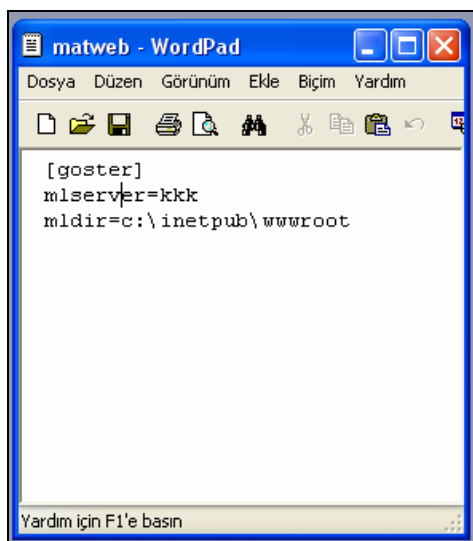 matweb - WordPad
Dosya Düzen Görünüm Ekle Biçim Yardım
[goster]
mlserver=kkk
mldir=c:\inetpub\wwwroot
Yardım için F1'e basın